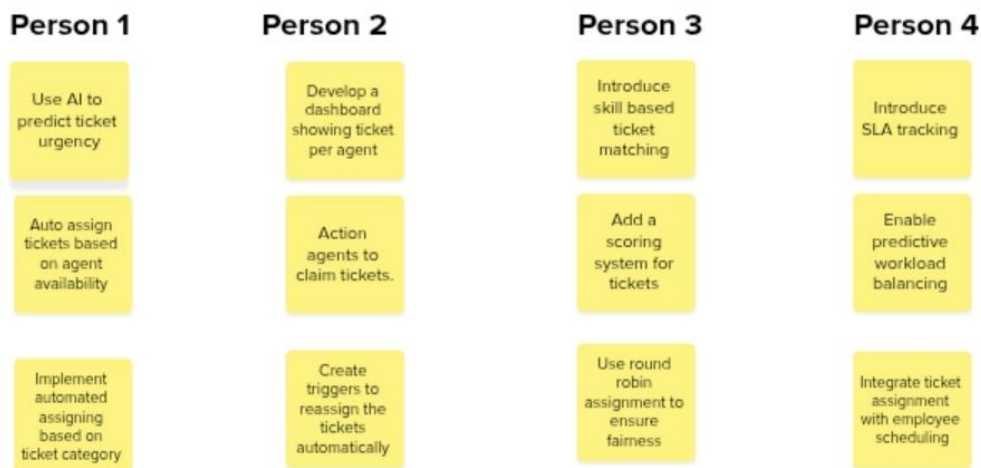 Person 1
Person 2
Person 3
Person 4
Use AI to
predict ticket
urgency
Develop a
dashboard
showing ticket
per agent
Introduce
skill based
ticket
matching
Introduce
SLA tracking
Auto assign
tickets based
on agent
availability
Action
agents to
claim tickets.
Add a
scoring
system for
tickets
Enable
predictive
workload
balancing
Implement
automated
assigning
based on
ticket category
Create
triggers to
reassign the
tickets
automatically
Use round
robin
assignment to
ensure
fairness
Integrate ticket
assignment
with employee
scheduling